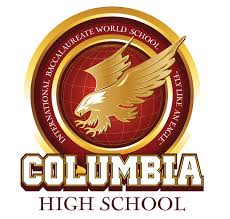 INTERNATIONAL BACCALAUREATE WORLD SCHOOL
"FLY LIKE AN EAGLE"
COLUMBIA
HIGH SCHOOL